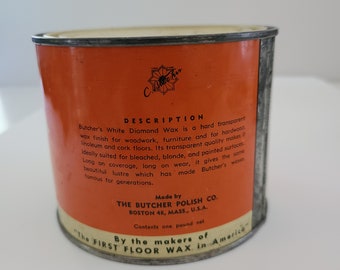 DESCRIPTION
Butcher's White Diamond Wax is a hard transparent
wax finish for woodwork, furniture and for hardwood,
linoleum and cork floors. Its transparent quality makes it
ideally suited for bleached, blonde, and painted surfaces.
Long on coverage, long on wear, it gives the same
beautiful lustre which has made Butcher's waxes
famous for generations.
Made by
THE BUTCHER POLISH CO.
BOSTON 48, MASS., U.S.A.
Contents one pound net
By the makers of
"The FIRST FLOOR WAX in America"